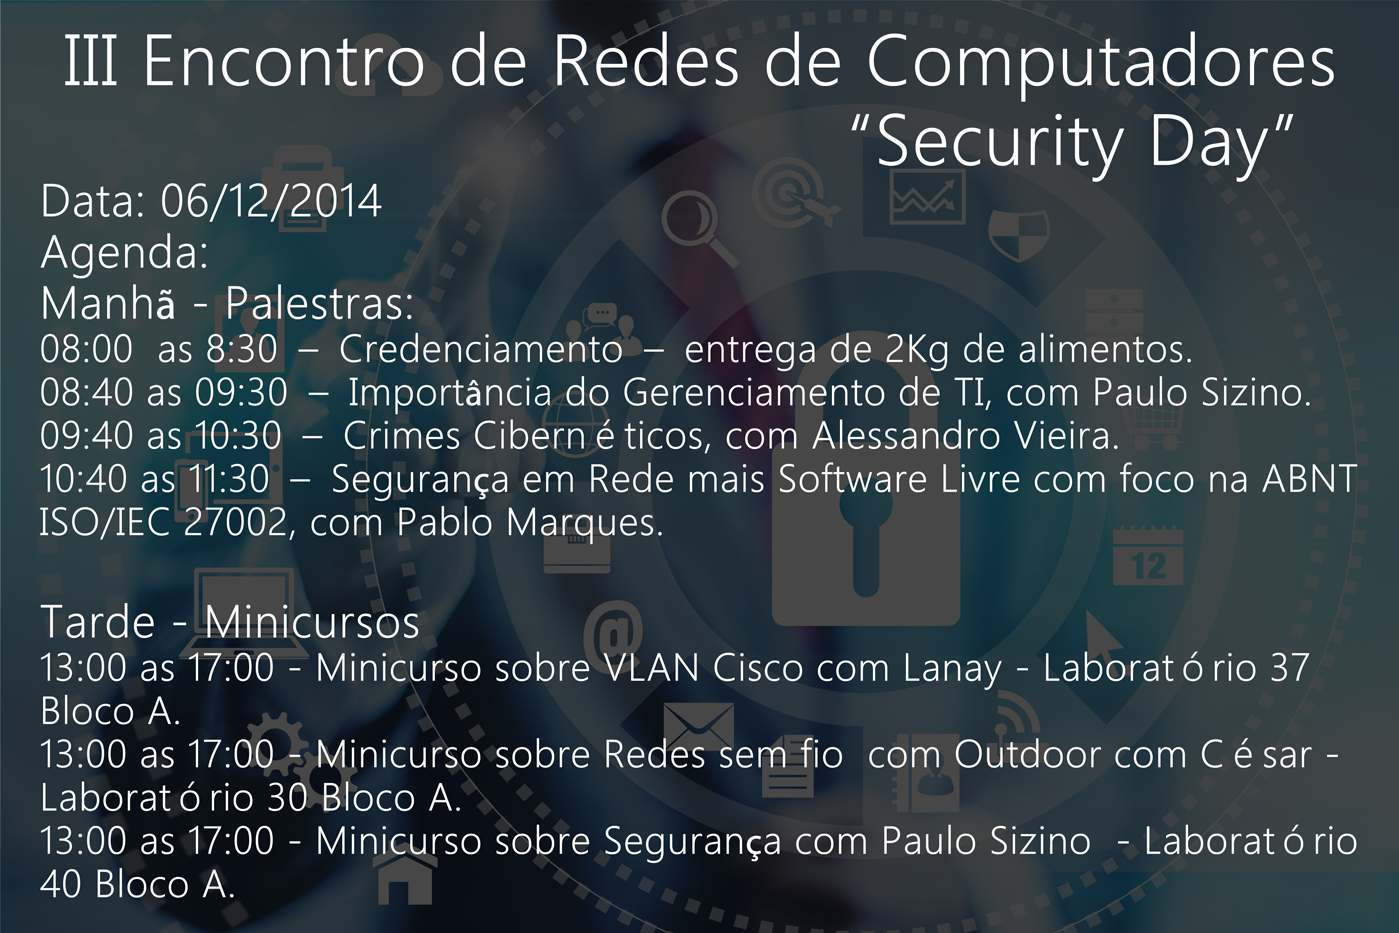 III Encontro de Redes de Computadores
“Security Day”
Data: 06/12/2014
Agenda:
Manhã - Palestras:
08:00 as 8:30 – Credenciamento – entrega de 2Kg de alimentos.
08:40 as 09:30 – Importância do Gerenciamento de TI, com Paulo Sizino.
09:40 as 10:30 – Crimes Cibernéticos, com Alessandro Vieira.
10:40 as 11:30 – Segurança em Rede mais Software Livre com foco na ABNT
ISO/IEC 27002, com Pablo Marques.
12
@
Tarde - Minicursos
13:00 as 17:00 - Minicurso sobre VLAN Cisco com Lanay - Laboratório 37
Bloco A.
13:00 as 17:00 - Minicurso sobre Redes sem fio com Outdoor com César -
Laboratório 30 Bloco A.
13:00 as 17:00 - Minicurso sobre Segurança com Paulo Sizino - Laboratório
40 Bloco A.